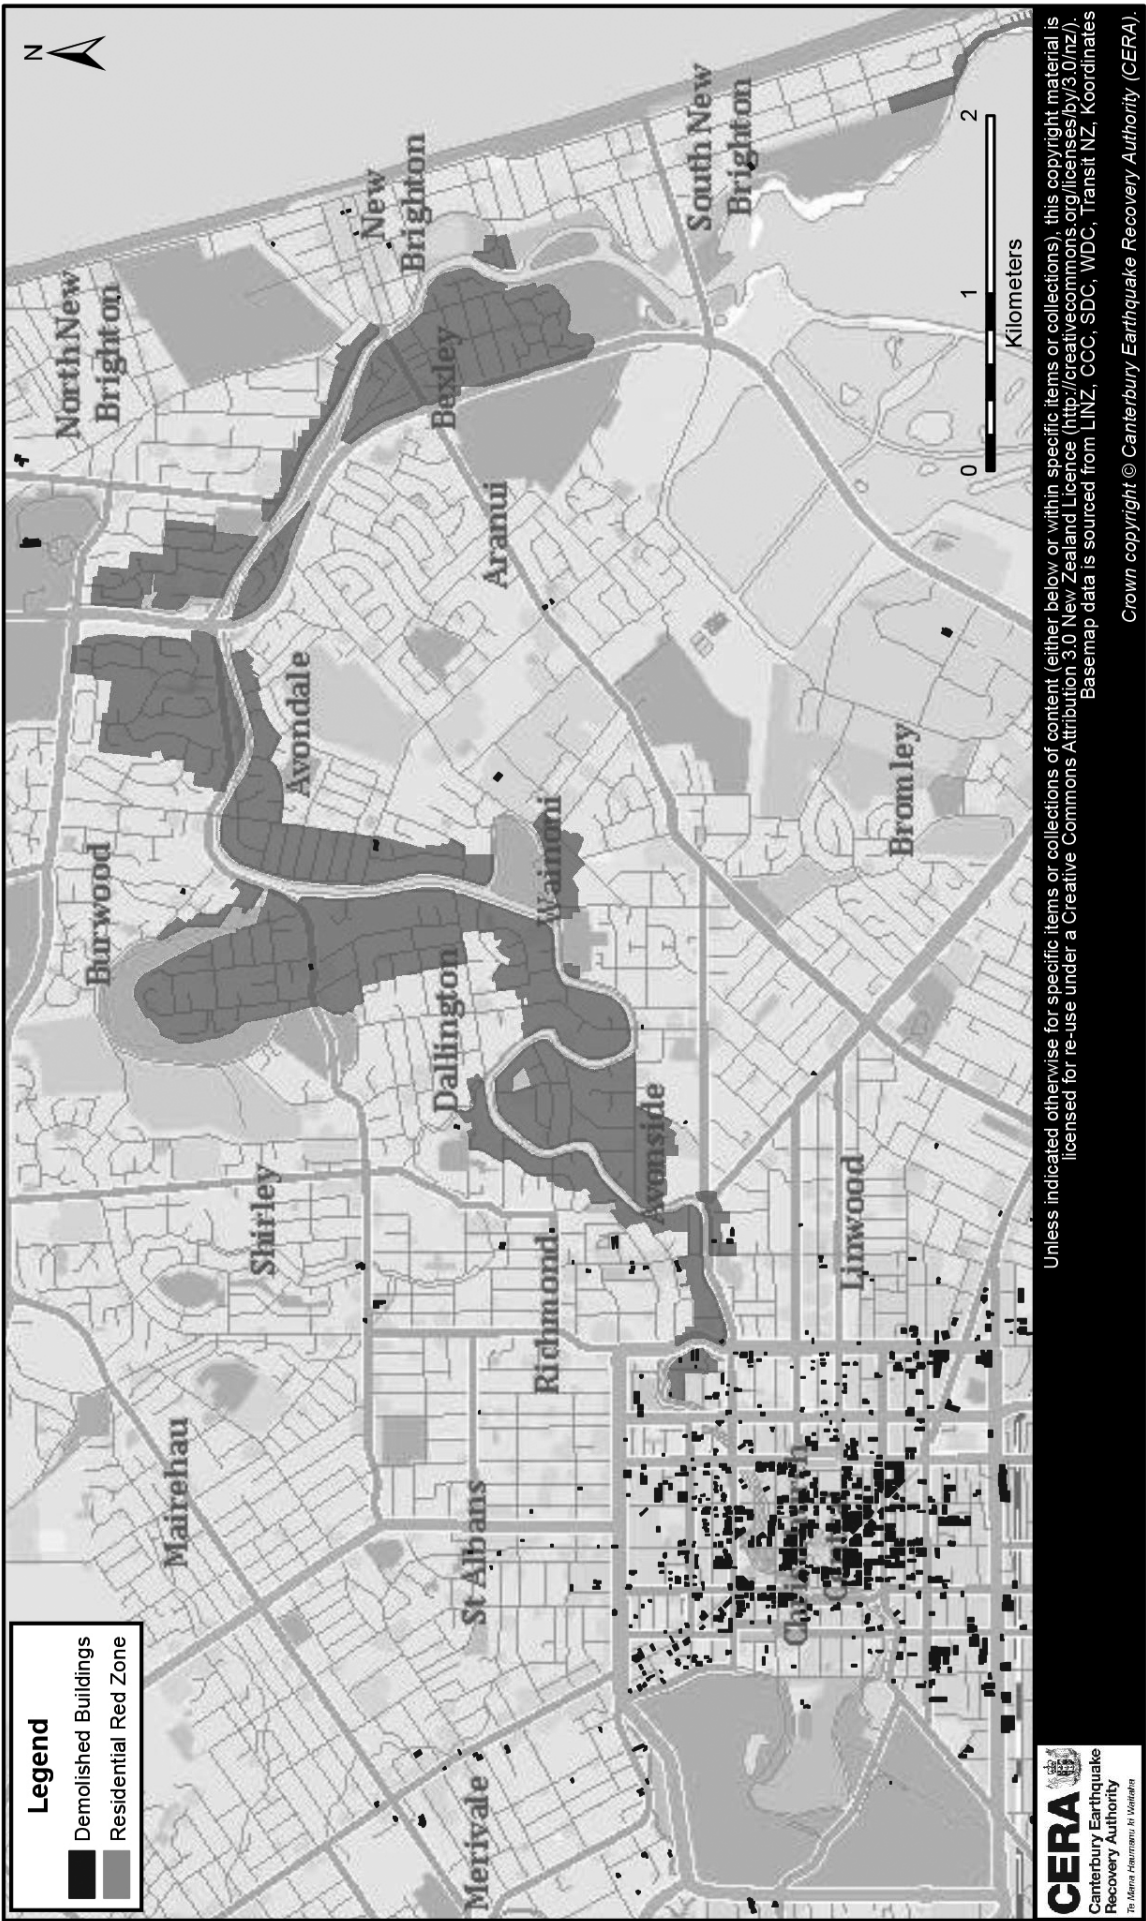 Legend
Demolished Buildings
Residential Red Zone
N
Mairehau
Shirley
Burwood
North New
Brighton
New
Brighton
Merivale
St Albans
Richmond
Dallington
Avondale
Wainoni
Aranui
Bexley
South New
Brighton
Avonside
Linwood
Bromley
0 1 2
Kilometers
CERA
Canterbury Earthquake
Recovery Authority
Te Mana Haumanu ki Waitaha
Unless indicated otherwise for specific items or collections of content (either below or within specific items or collections), this copyright material is
licensed for re-use under a Creative Commons Attribution 3.0 New Zealand Licence (http://creativecommons.org/licenses/by/3.0/nz/).
Basemap data is sourced from LINZ, CCC, SDC, WDC, Transit NZ, Koordinates
Crown copyright © Canterbury Earthquake Recovery Authority (CERA).